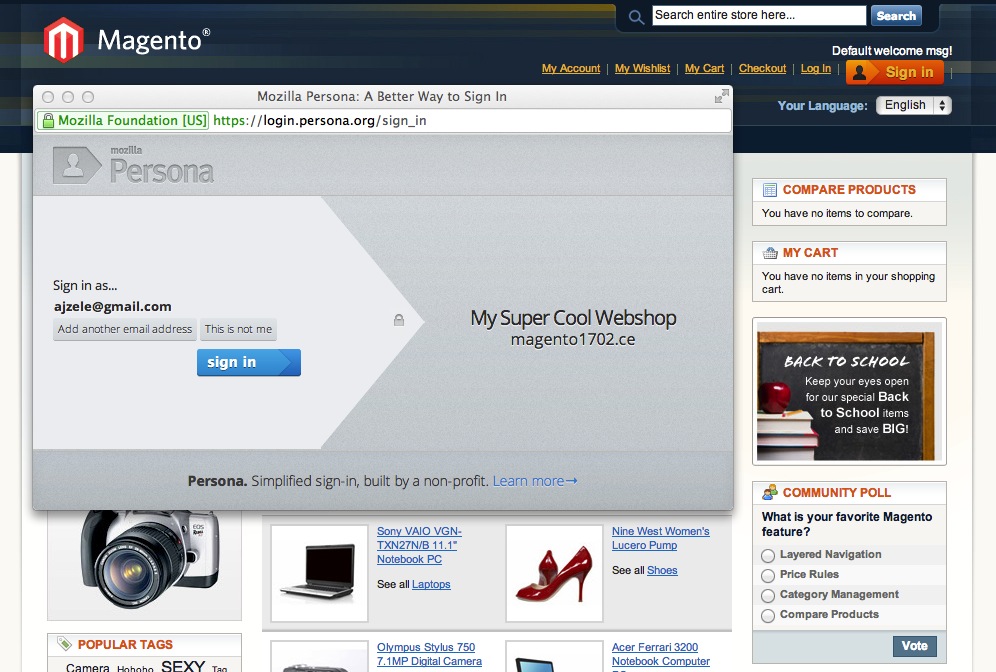 Magento®
Search entire store here...
Search
Default welcome msg!
My Account | My Wishlist | My Cart | Checkout | Log In |
Sign in
Your Language:
English
Mozilla Persona: A Better Way to Sign In
Mozilla Foundation [US]
https://login.persona.org/sign_in
mozilla
Persona
Sign in as...
ajzele@gmail.com
Add another email address
This is not me
sign in
My Super Cool Webshop
magento1702.ce
Persona. Simplified sign-in, built by a non-profit. Learn more→
COMPARE PRODUCTS
You have no items to compare.
MY CART
You have no items in your shopping
cart.
BACK TO SCHOOL
Keep your eyes open
for our special Back
to School items
and save BIG!
COMMUNITY POLL
What is your favorite Magento
feature?
Layered Navigation
Price Rules
Category Management
Compare Products
Vote
EOS
Sony VAIO VGN-
TXN27N/B 11.1"
Notebook PC
See all Laptops
Nine West Women's
Lucero Pump
See all Shoes
POPULAR TAGS
Camera Hohoho SEXY Tag
Olympus Stylus 750
7.1MP Digital Camera
Acer Ferrari 3200
Notebook Computer